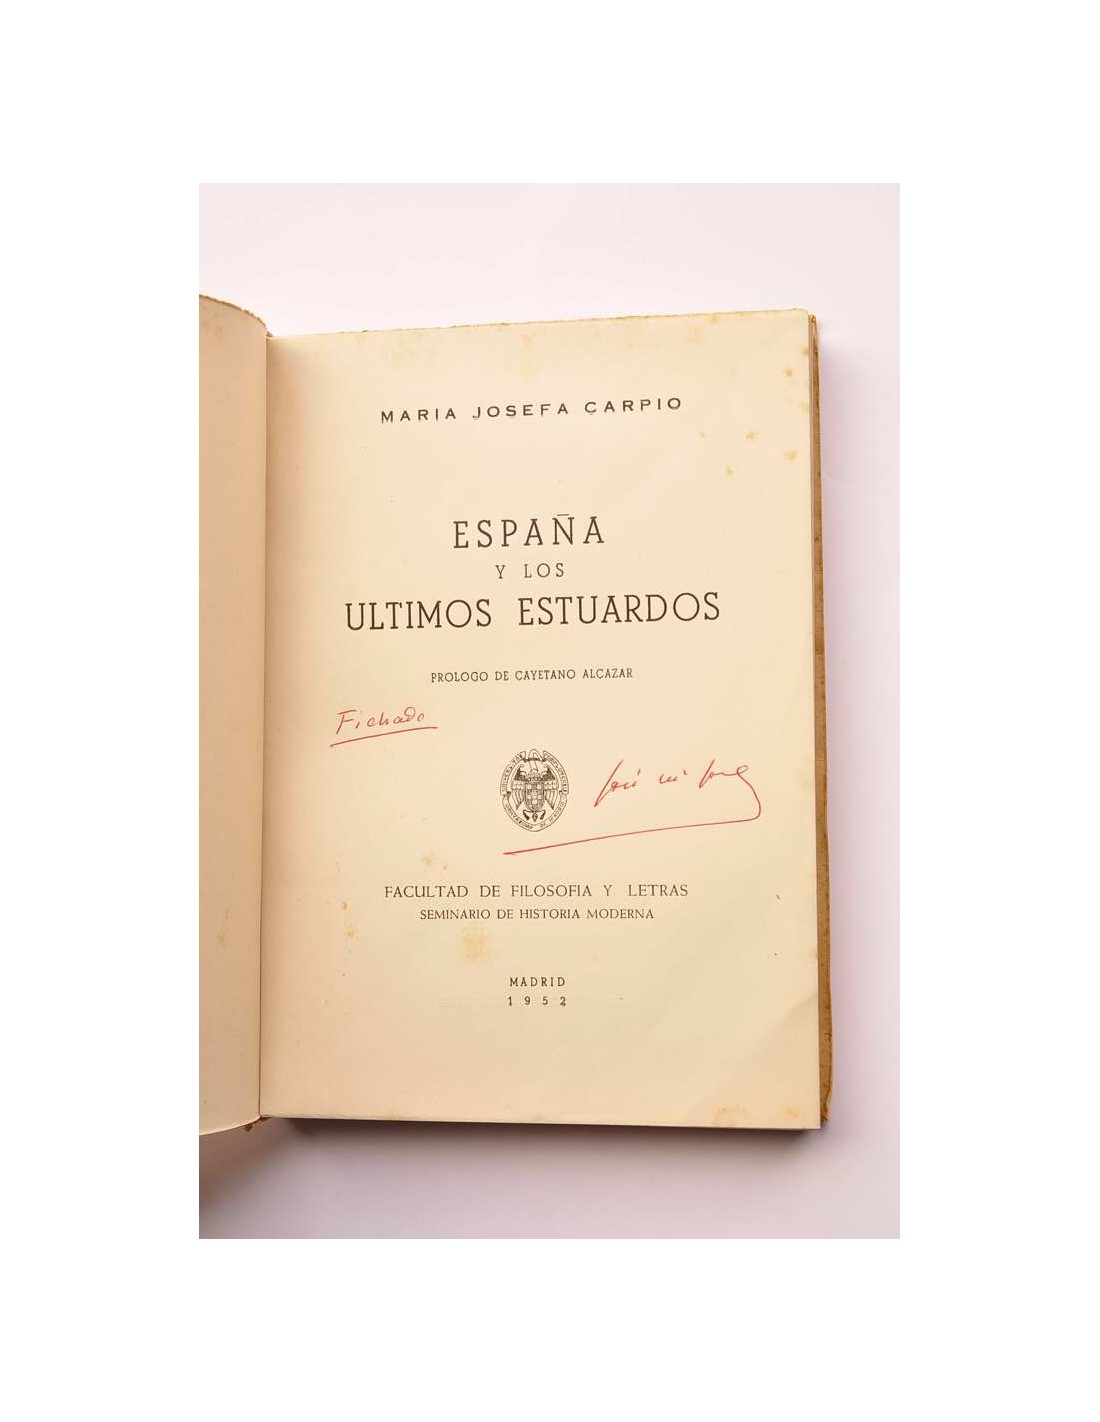 MARIA JOSEFA CARPIO
ESPAÑA
Y LOS
ULTIMOS ESTUARDOS
PROLOGO DE CAYETANO ALCAZAR
Fichado
FACULTAD DE FILOSOFIA Y LETRAS
SEMINARIO DE HISTORIA MODERNA
MADRID
1952